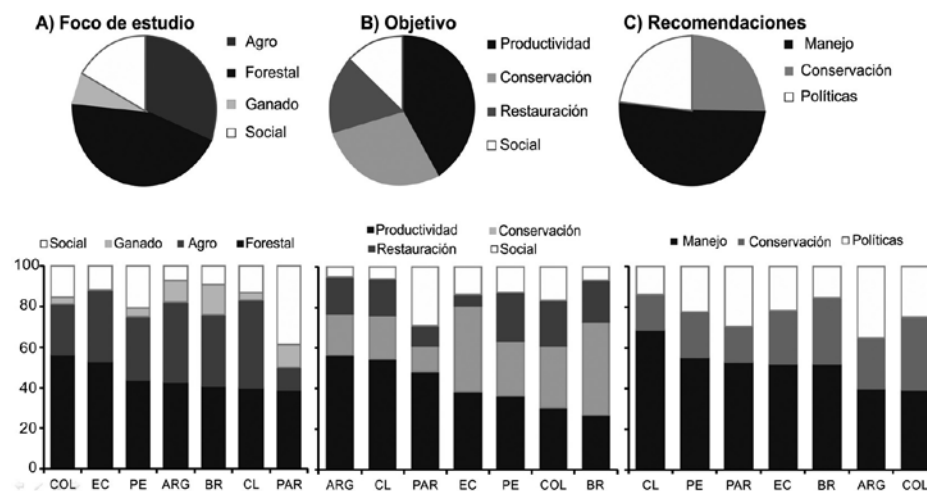 A) Foco de estudio
Agro
Forestal
Ganado
Social
B) Objetivo
Productividad
Conservación
Restauración
Social
C) Recomendaciones
Manejo
Conservación
Políticas
Social Ganado Agro Forestal
100
80
60
40
20
0
COL EC PE ARG BR CL PAR
Productividad Conservación
Restauración Social
ARG CL PAR EC PE COL BR
Manejo Conservación Políticas
CL PE PAR EC BR ARG COL